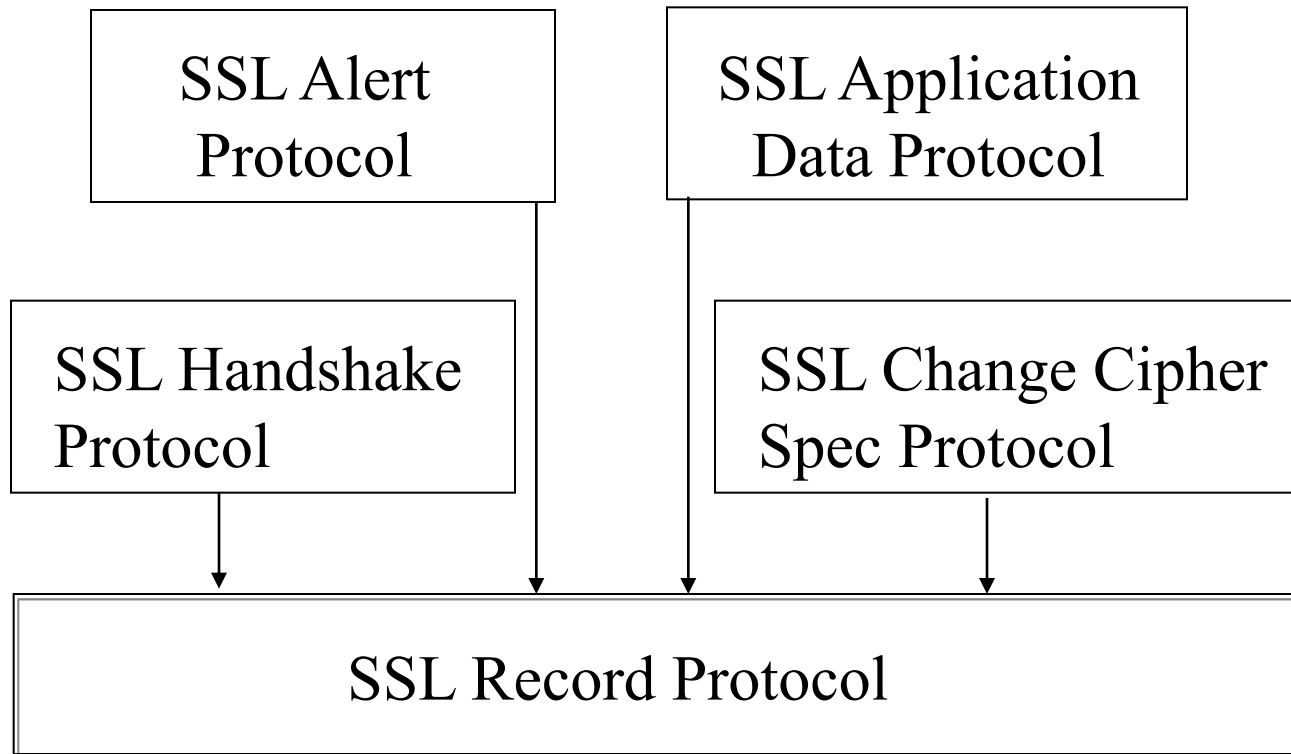 SSL Alert
Protocol
SSL Application
Data Protocol
SSL Handshake
Protocol
SSL Change Cipher
Spec Protocol
SSL Record Protocol